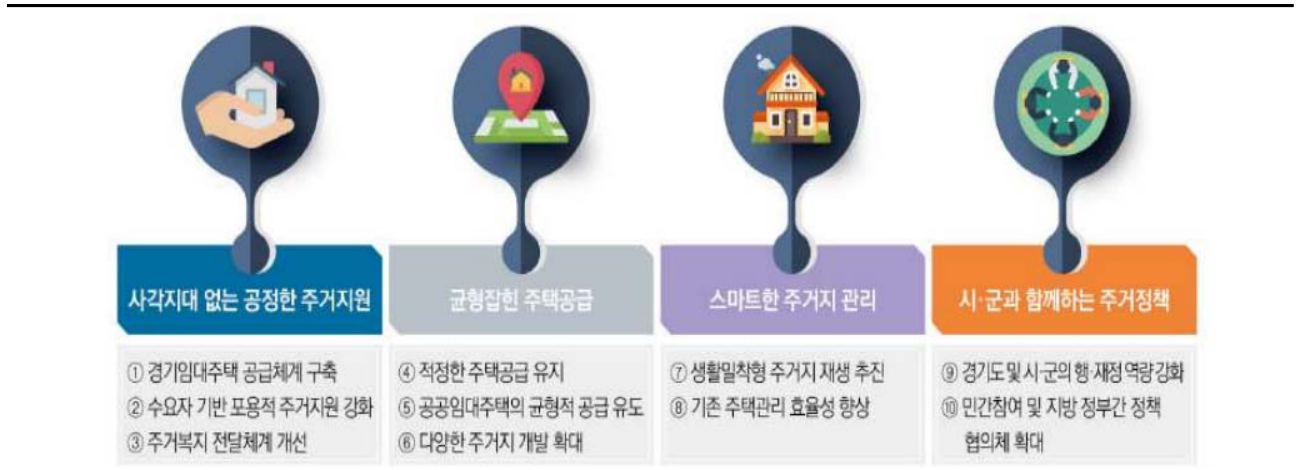 사각지대 없는 공정한 주거지원
① 경기임대주택 공급체계 구축
② 수요자 기반 포용적 주거지원 강화
③ 주거복지 전달체계 개선
균형잡힌 주택공급
④ 적정한 주택공급 유지
⑤ 공공임대주택의 균형적 공급 유도
⑥ 다양한 주거지 개발 확대
스마트한 주거지 관리
⑦ 생활밀착형 주거지 재생 추진
⑧ 기존 주택관리 효율성 향상
시·군과 함께하는 주거정책
⑨ 경기도 및 시·군의 행·재정 역량 강화
⑩ 민간참여 및 지방 정부간 정책
협의체 확대